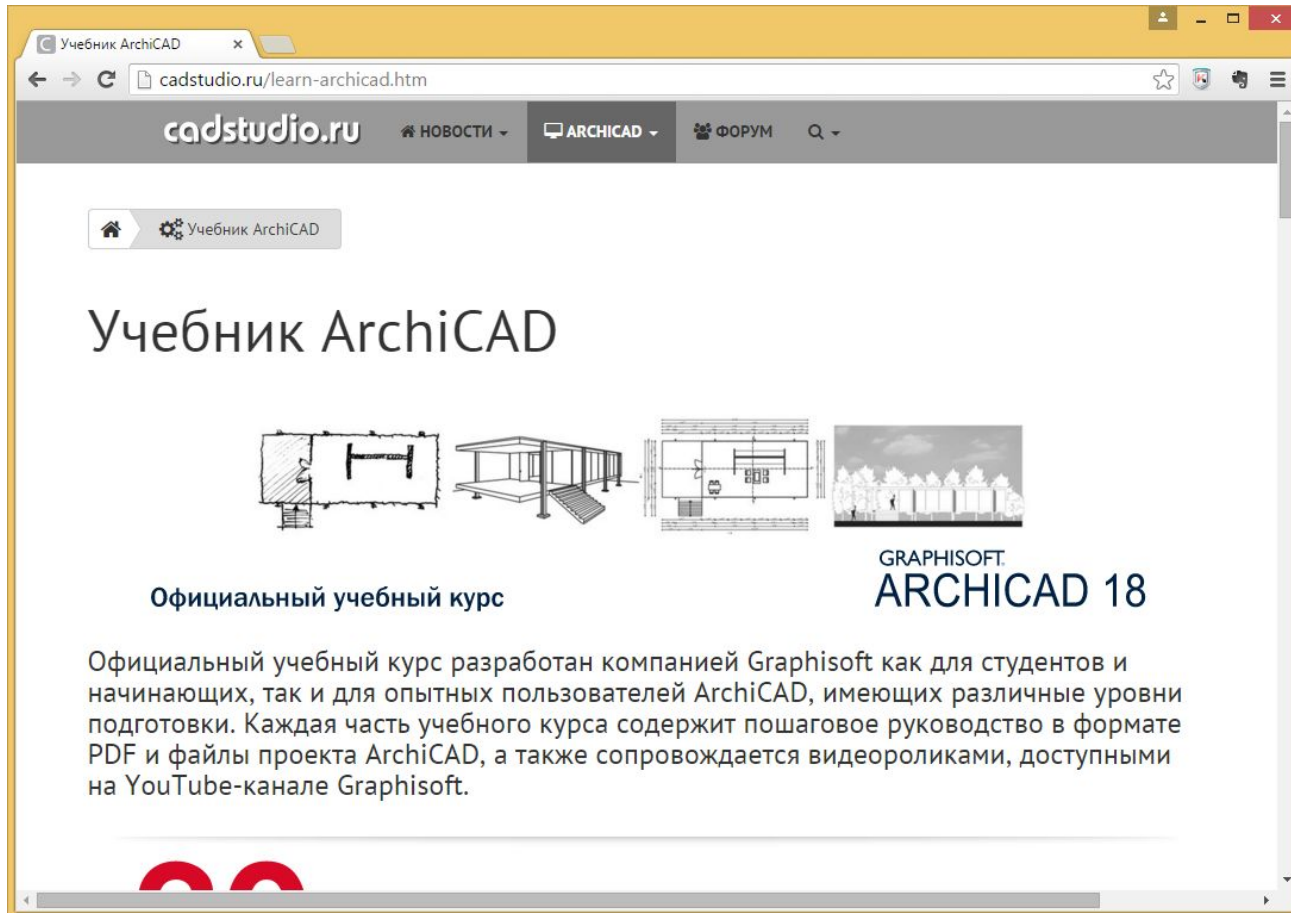 Учебник ArchiCAD
cadstudio.ru/learn-archicad.htm
cadstudio.ru НОВОСТИ ARCHICAD ФОРУМ
Учебник ArchiCAD
Учебник ArchiCAD
GRAPHISOFT.
Официальный учебный курс ARCHICAD 18
Официальный учебный курс разработан компанией Graphisoft как для студентов и
начинающих, так и для опытных пользователей ArchiCAD, имеющих различные уровни
подготовки. Каждая часть учебного курса содержит пошаговое руководство в формате
PDF и файлы проекта ArchiCAD, а также сопровождается видеороликами, доступными
на YouTube-канале Graphisoft.